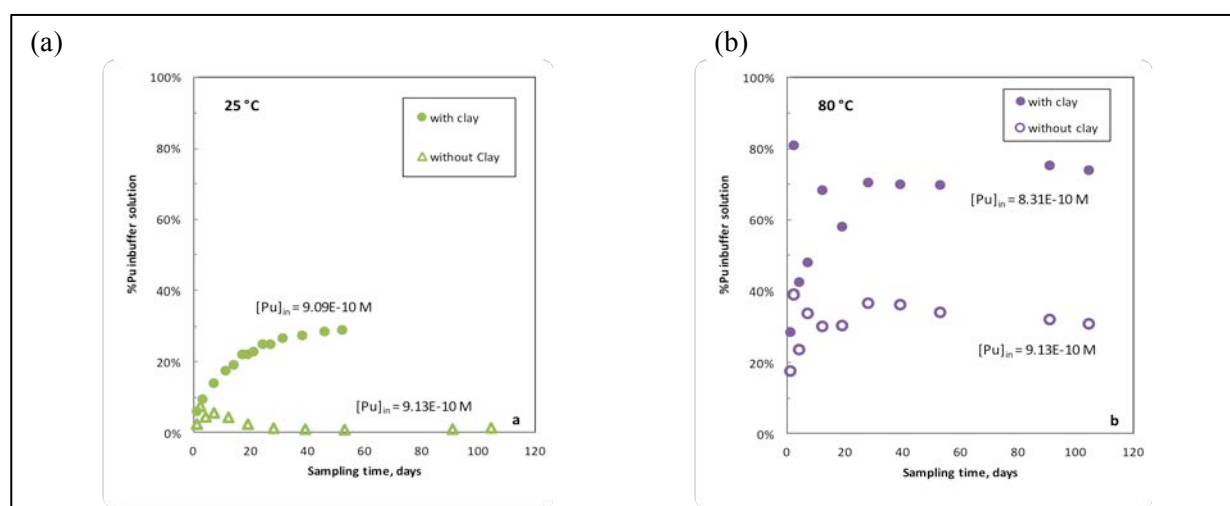 (a)
100%
80%
60%
40%
20%
0%
%Pu inbuffer solution
25 °C
with clay
without Clay
[Pu]in = 9.09E-10 M
[Pu]in = 9.13E-10 M
a
0 20 40 60 80 100 120
Sampling time, days
(b)
100%
80%
60%
40%
20%
0%
%Pu inbuffer solution
80 °C
with clay
without clay
[Pu]in = 8.31E-10 M
[Pu]in = 9.13E-10 M
b
0 20 40 60 80 100 120
Sampling time, days